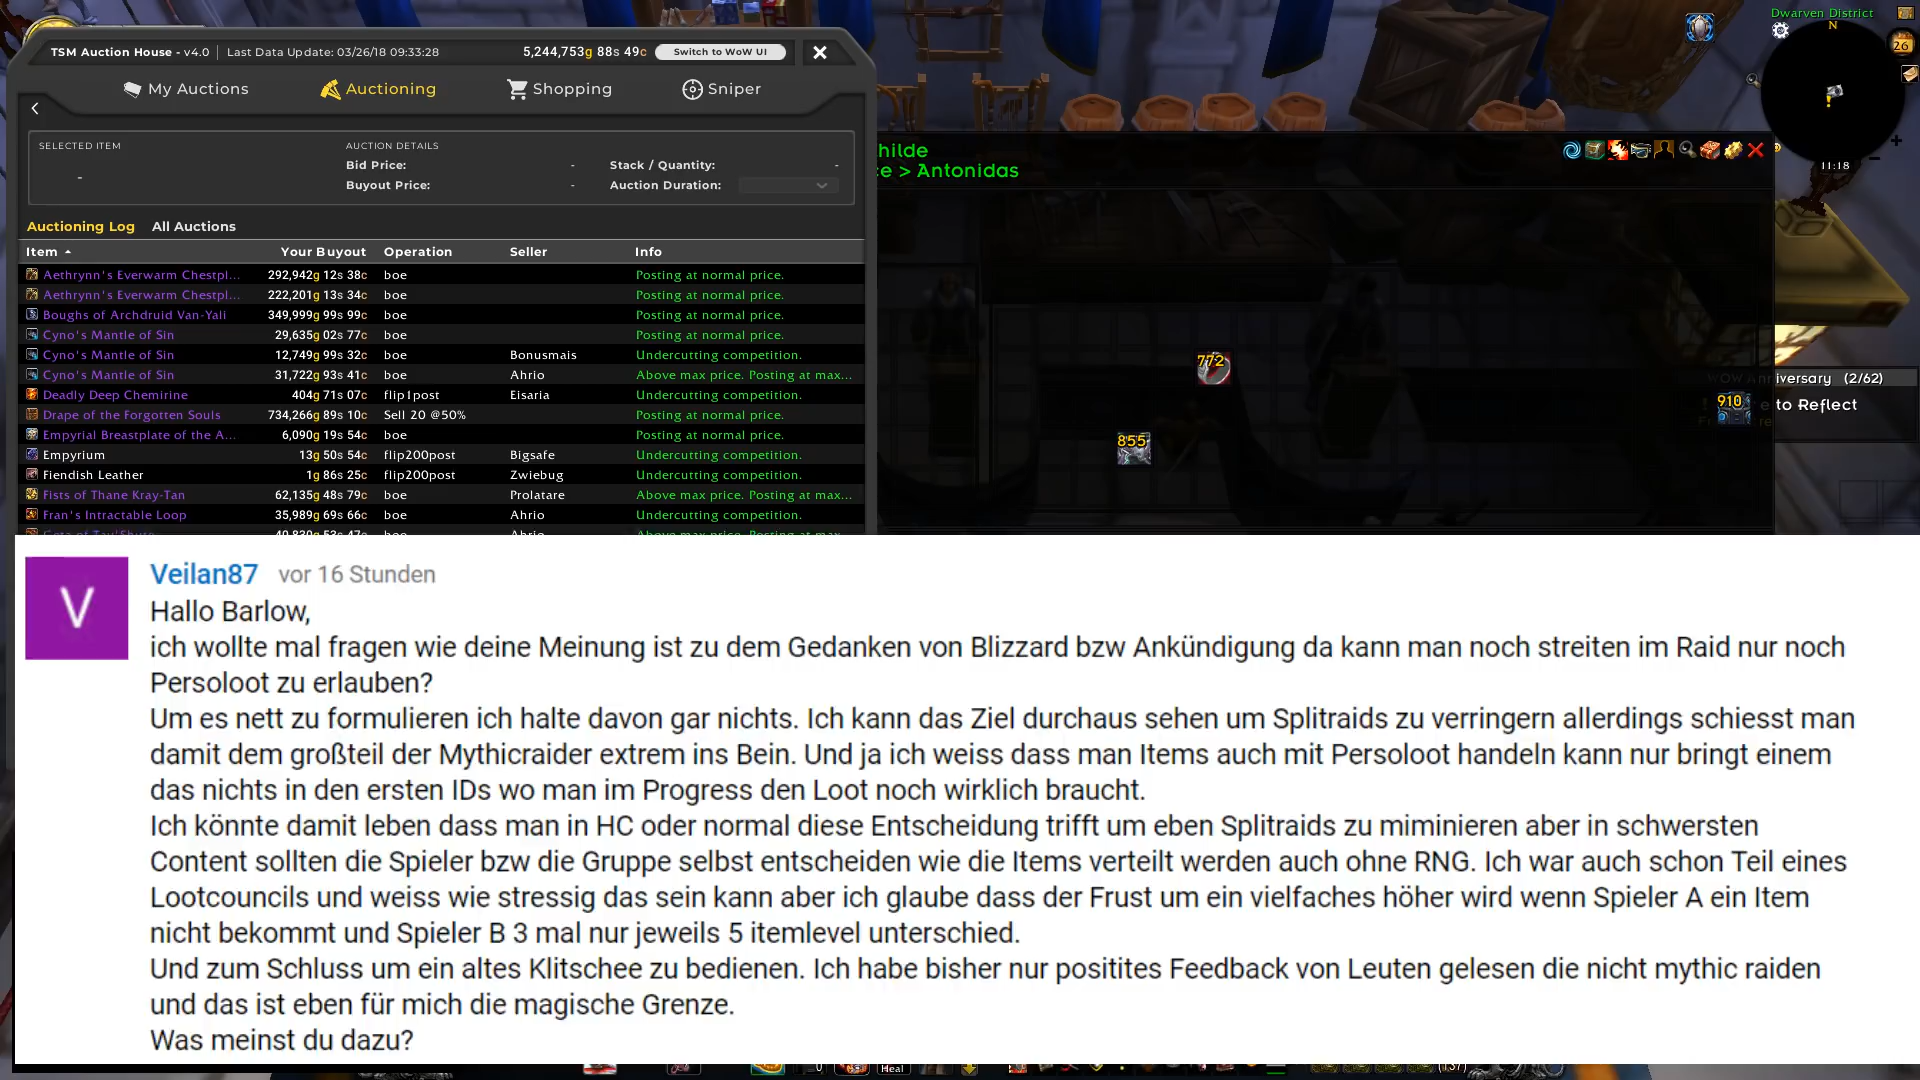 Dwarven District
N
TSM Auction House - v4.0 Last Data Update: 03/26/18 09:33:28 5,244,753g 88s 49c Switch to WoW UI
26
My Auctions Auctioning Shopping Sniper
SELECTED ITEM AUCTION DETAILS
Bid Price: - Stack / Quantity: -
- Buyout Price: - Auction Duration:
hilde
e > Antonidas
11:18
Auctioning Log All Auctions
Item Your Buyout Operation Seller Info
Aethrynn's Everwarm Chestpl... 292,942g 12s 38c boe Posting at normal price.
Aethrynn's Everwarm Chestpl... 222,201g 13s 34c boe Posting at normal price.
Boughs of Archdruid Van-Yali 349,999g 99s 99c boe Posting at normal price.
Cyno's Mantle of Sin 29,635g 02s 77c boe Posting at normal price.
Cyno's Mantle of Sin 12,749g 99s 32c boe Bonusmais Undercutting competition.
Cyno's Mantle of Sin 31,722g 93s 41c boe Ahrio Above max price. Posting at max...
Deadly Deep Chemirine 404g 71s 07c flip1post Eisaria Undercutting competition.
Drape of the Forgotten Souls 734,266g 89s 10c Sell 20 @50% Posting at normal price.
Empyrial Breastplate of the A... 6,090g 19s 54c boe Posting at normal price.
Empyrium 13g 50s 54c flip200post Bigsafe Undercutting competition.
Fiendish Leather 1g 86s 25c flip200post Zwiebug Undercutting competition.
Fists of Thane Kray-Tan 62,135g 48s 79c boe Prolatare Above max price. Posting at max...
Fran's Intractable Loop 35,989g 69s 66c boe Ahrio Undercutting competition.
772
855
iversary (2/62)
910
to Reflect
V
Veilan87 vor 16 Stunden
Hallo Barlow,
ich wollte mal fragen wie deine Meinung ist zu dem Gedanken von Blizzard bzw Ankündigung da kann man noch streiten im Raid nur noch
Persoloot zu erlauben?
Um es nett zu formulieren ich halte davon gar nichts. Ich kann das Ziel durchaus sehen um Splitraids zu verringern allerdings schiesst man
damit dem großteil der Mythicraider extrem ins Bein. Und ja ich weiss dass man Items auch mit Persoloot handeln kann nur bringt einem
das nichts in den ersten IDs wo man im Progress den Loot noch wirklich braucht.
Ich könnte damit leben dass man in HC oder normal diese Entscheidung trifft um eben Splitraids zu miminieren aber in schwersten
Content sollten die Spieler bzw die Gruppe selbst entscheiden wie die Items verteilt werden auch ohne RNG. Ich war auch schon Teil eines
Lootcouncils und weiss wie stressig das sein kann aber ich glaube dass der Frust um ein vielfaches höher wird wenn Spieler A ein Item
nicht bekommt und Spieler B 3 mal nur jeweils 5 itemlevel unterschied.
Und zum Schluss um ein altes Klitschee zu bedienen. Ich habe bisher nur positites Feedback von Leuten gelesen die nicht mythic raiden
und das ist eben für mich die magische Grenze.
Was meinst du dazu?
Heal